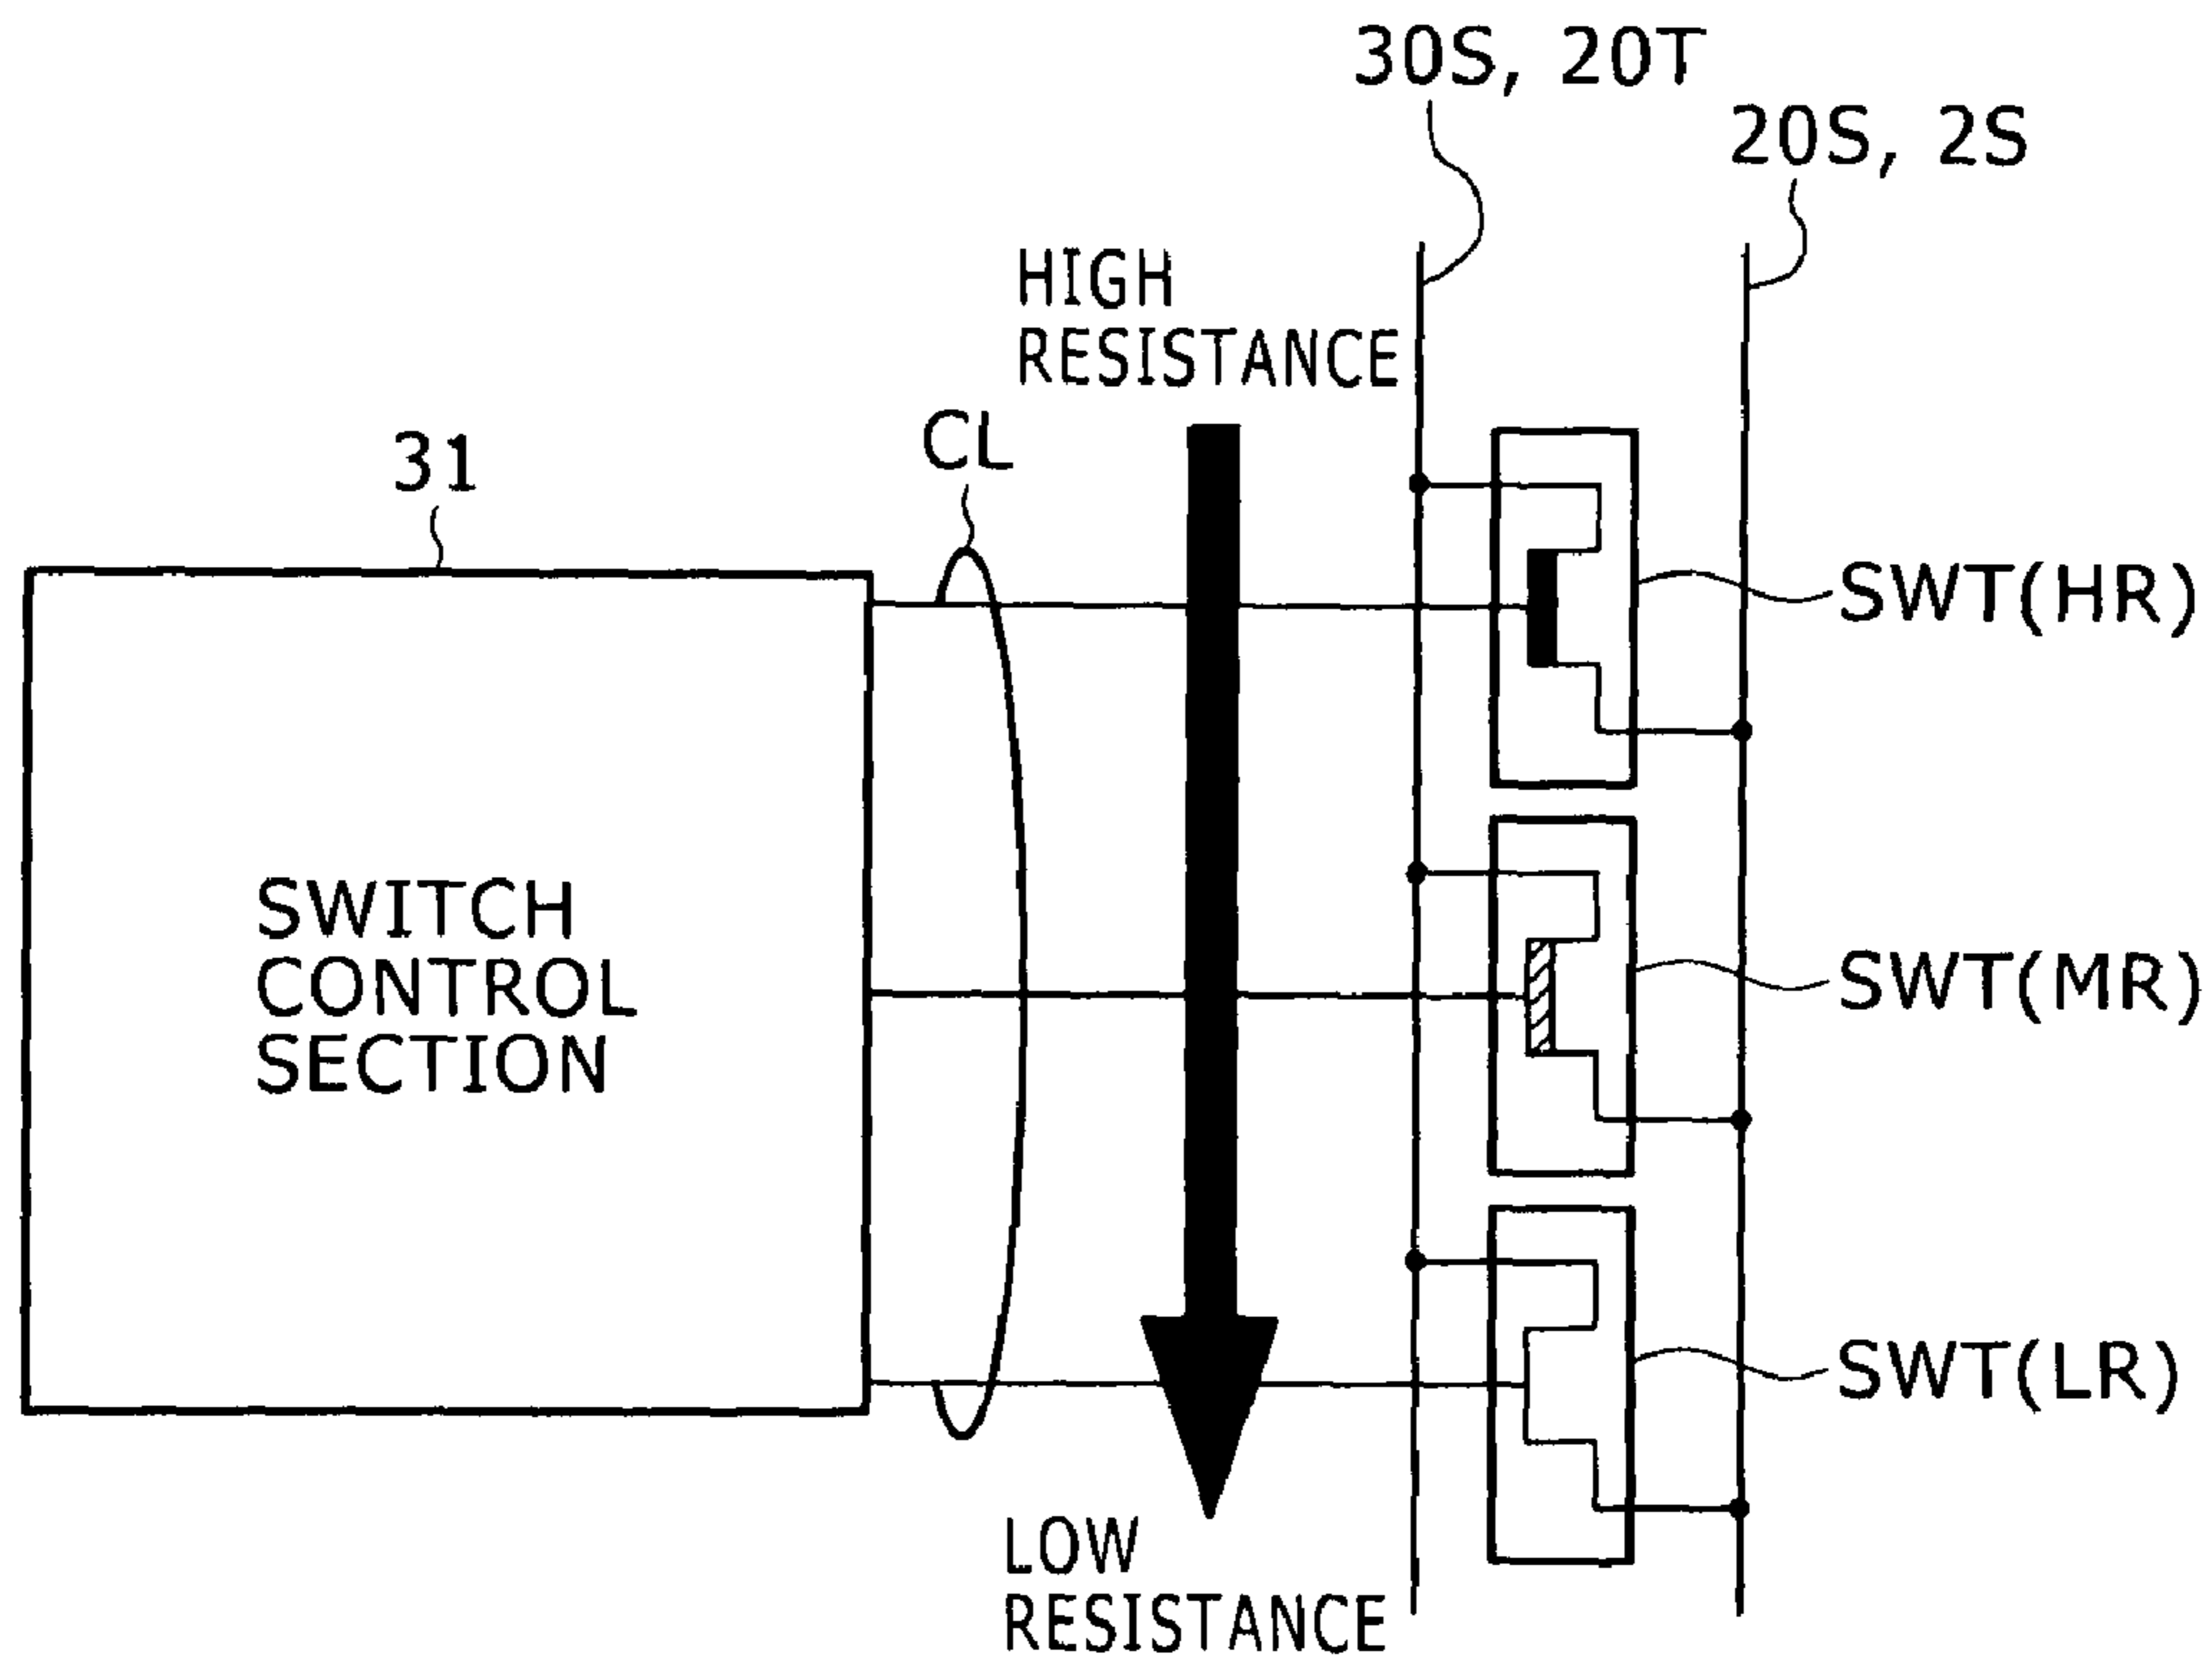 30S, 20T
20S, 2S
HIGH
RESISTANCE
CL
31
SWT(HR)
SWITCH
CONTROL
SECTION
SWT(MR)
SWT(LR)
LOW
RESISTANCE